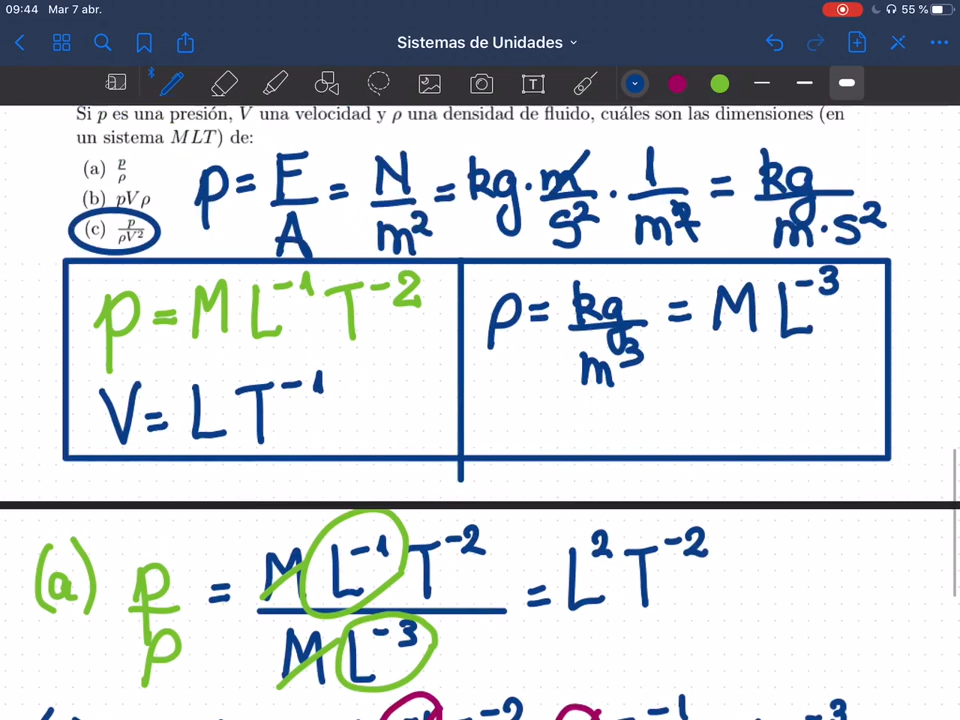 09:44 Mar 7 abr. 55 %
Sistemas de Unidades
Si p es una presión, V una velocidad y ρ una densidad de fluido, cuáles son las dimensiones (en
un sistema MLT) de:
(a) p/ρ
(b) pVρ
(c) p/ρV²
p = F/A = N/m² = kg · m/s² · 1/m² = kg/m·s²
p = M L⁻¹ T⁻²
V = L T⁻¹
ρ = kg/m³ = M L⁻³
(a) p/ρ = M L⁻¹ T⁻² / M L⁻³ = L² T⁻²